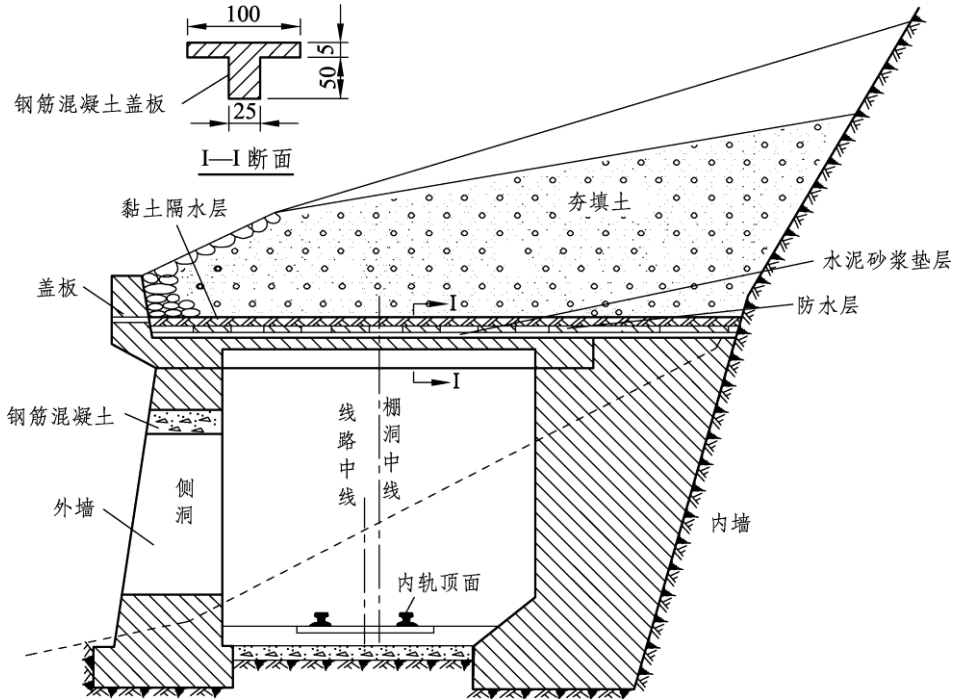 100
5
50
钢筋混凝土盖板
25
I—I 断面
黏土隔水层
夯填土
水泥砂浆垫层
盖板
I
防水层
I
钢筋混凝土
线路中线
棚洞中线
侧洞
外墙
内墙
内轨顶面